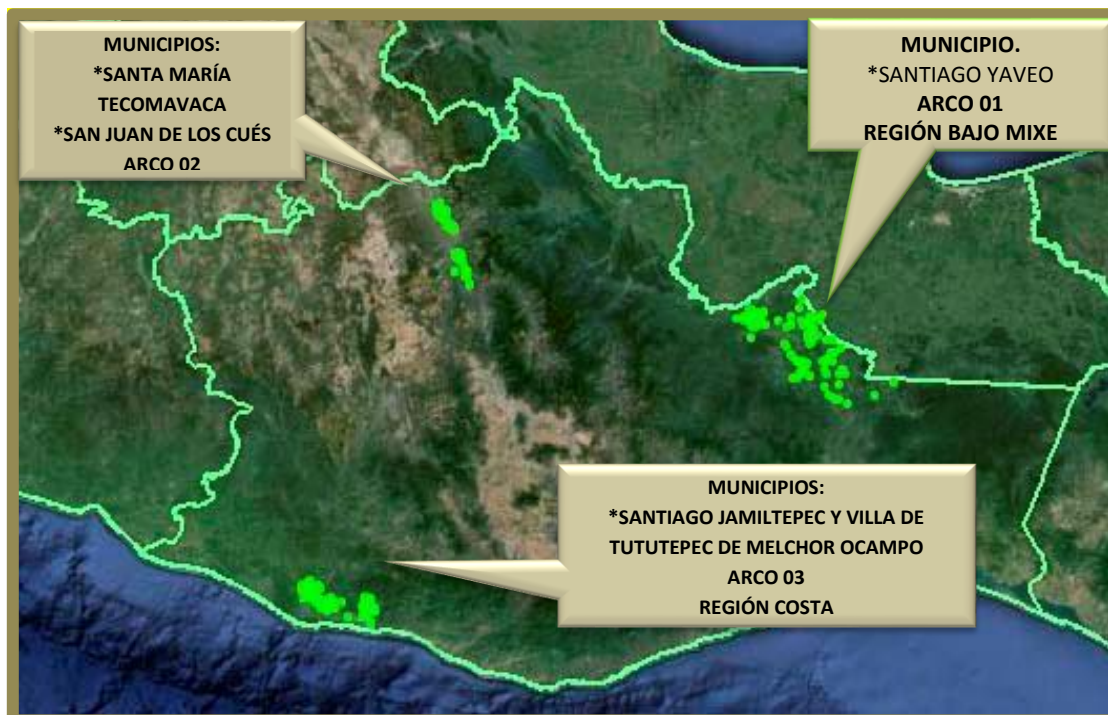 MUNICIPIOS:
*SANTA MARÍA
TECOMAVACA
*SAN JUAN DE LOS CUÉS
ARCO 02
MUNICIPIO.
*SANTIAGO YAVEO
ARCO 01
REGIÓN BAJO MIXE
MUNICIPIOS:
*SANTIAGO JAMILTEPEC Y VILLA DE
TUTUTEPEC DE MELCHOR OCAMPO
ARCO 03
REGIÓN COSTA